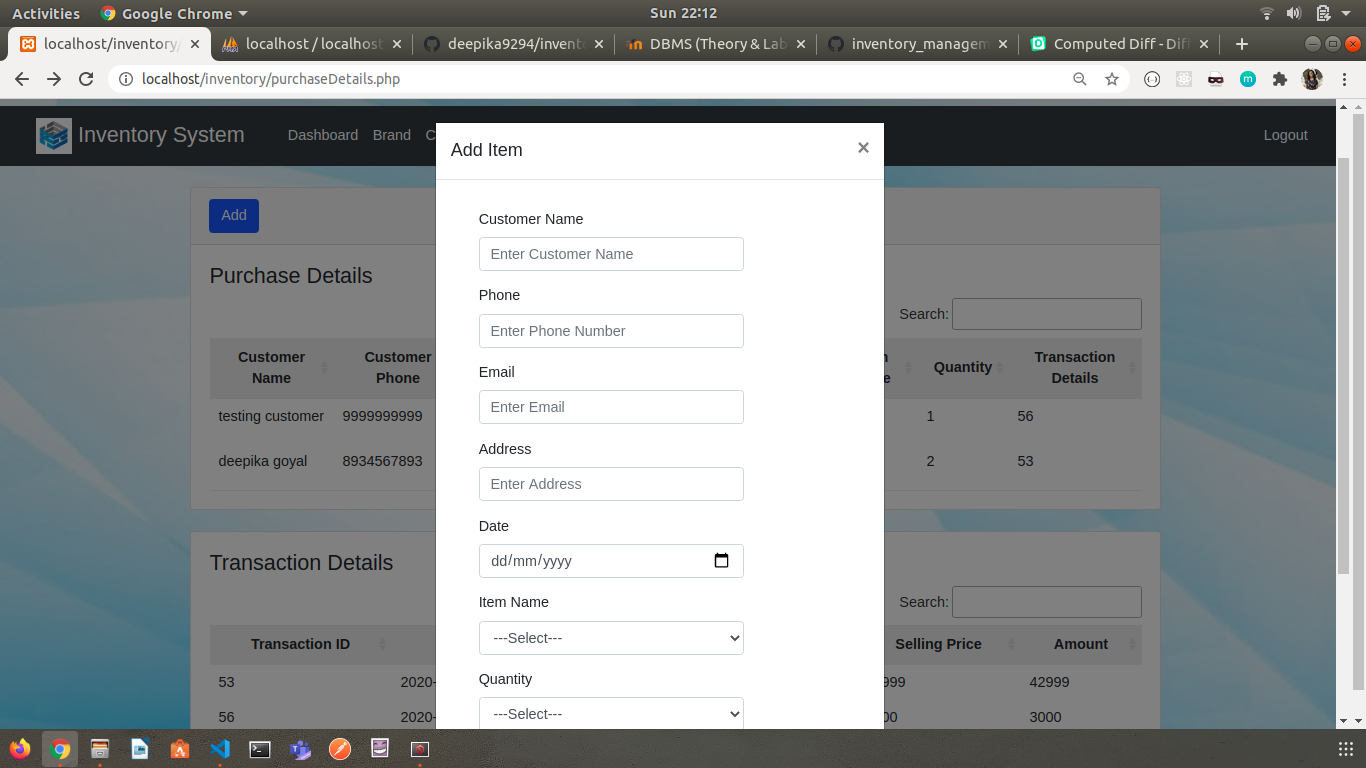 Activities Google Chrome Sun 22:12
localhost/inventory/ localhost / localhost deepika9294/invento DBMS (Theory & Lab inventory_managem Computed Diff - Diff
localhost/inventory/purchaseDetails.php
Inventory System Dashboard Brand C Logout
Add Item ×
Add
Customer Name
Enter Customer Name
Purchase Details
Phone
Search:
Enter Phone Number
Customer Name
Customer Phone
Quantity
Transaction Details
Email
testing customer 9999999999 1 56
Enter Email
Address
deepika goyal 8934567893 2 53
Enter Address
Date
dd/mm/yyyy
Transaction Details
Item Name
Search:
---Select---
Transaction ID Selling Price Amount
Quantity
53 2020- 999 42999
---Select---
56 2020- 00 3000